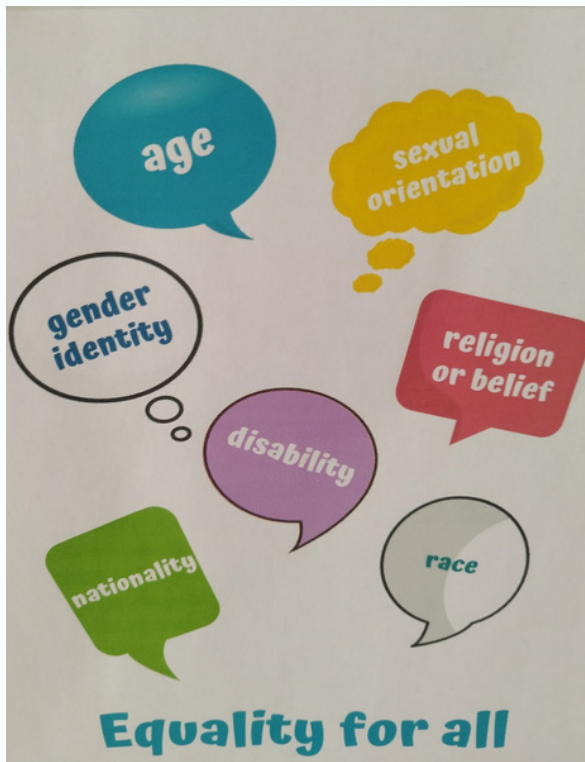 age
sexual
orientation
gender
identity
religion
or belief
disability
nationality
race
Equality for all